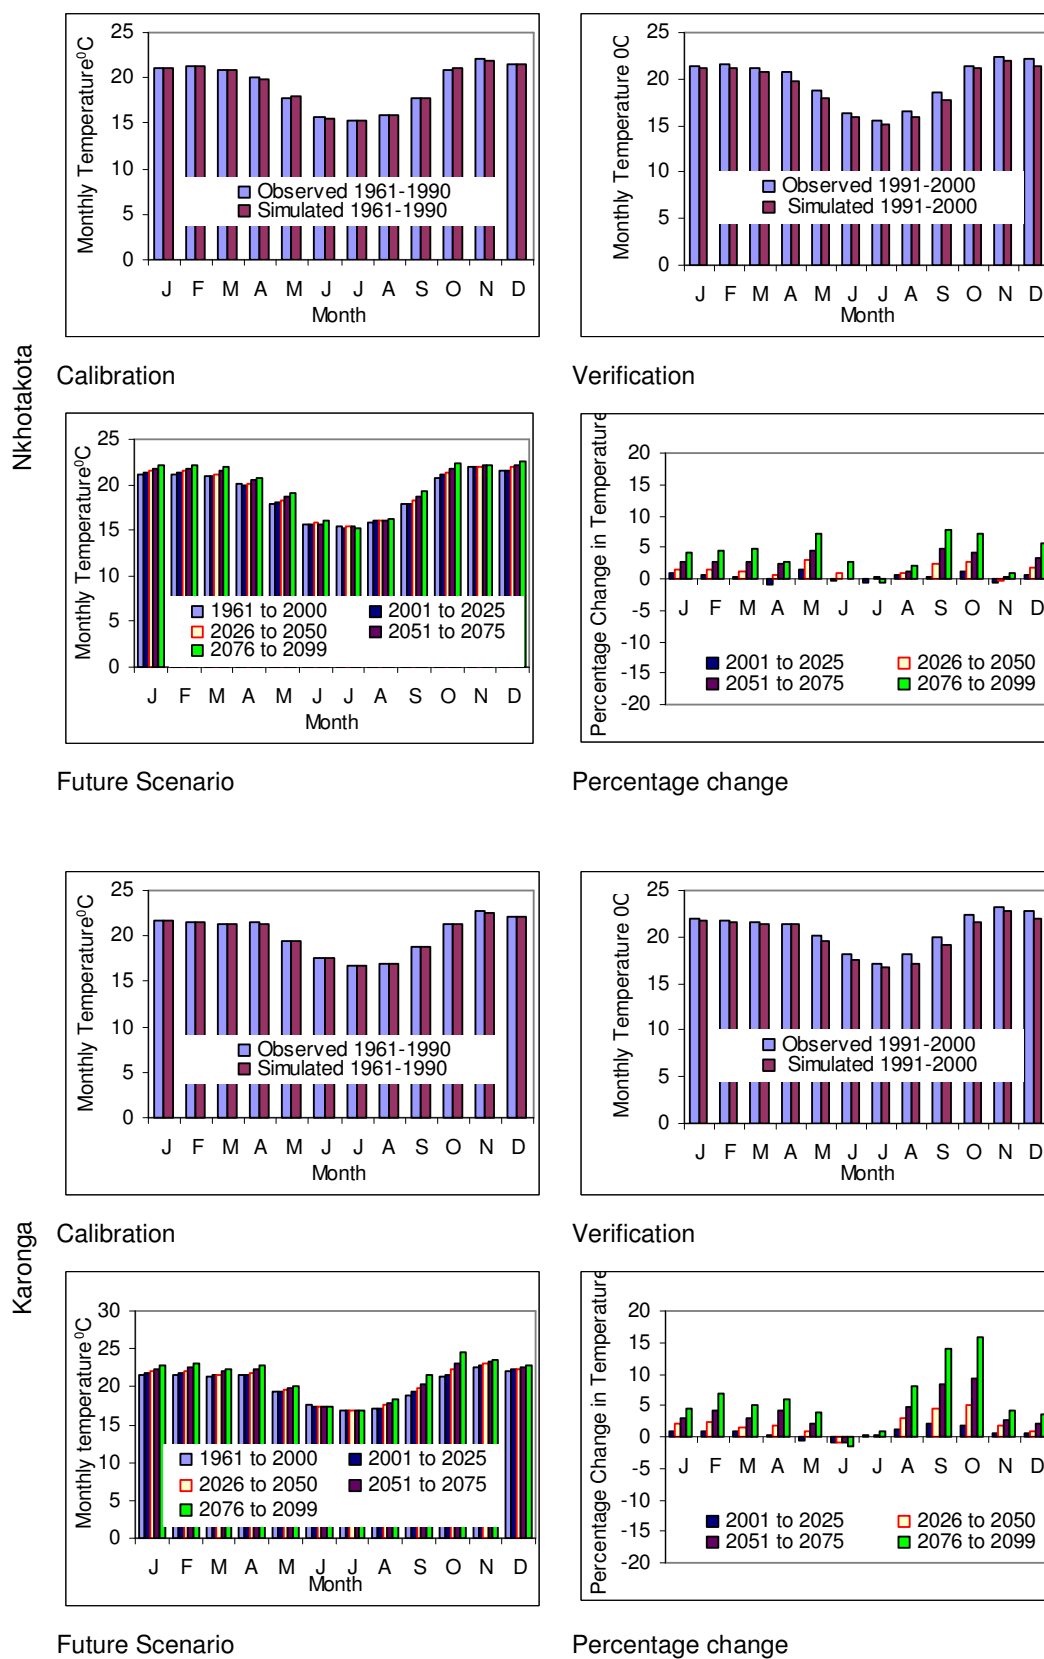 Nkhotakota
Monthly Temperature⁰C
25
20
15
10
5
0
Observed 1961-1990
Simulated 1961-1990
J F M A M J J A S O N D
Month
Calibration
Monthly Temperature 0C
25
20
15
10
5
0
Observed 1991-2000
Simulated 1991-2000
J F M A M J J A S O N D
Month
Verification
Monthly Temperature⁰C
25
20
15
10
5
0
1961 to 2000 2001 to 2025
2026 to 2050 2051 to 2075
2076 to 2099
J F M A M J J A S O N D
Month
Future Scenario
Percentage Change in Temperature
20
15
10
5
0
-5
-10
-15
-20
J F M A M J J A S O N D
2001 to 2025 2026 to 2050
2051 to 2075 2076 to 2099
Percentage change
Karonga
Monthly Temperature⁰C
25
20
15
10
5
0
Observed 1961-1990
Simulated 1961-1990
J F M A M J J A S O N D
Month
Calibration
Monthly Temperature 0C
25
20
15
10
5
0
Observed 1991-2000
Simulated 1991-2000
J F M A M J J A S O N D
Month
Verification
Monthly temperature⁰C
30
25
20
15
10
5
0
1961 to 2000 2001 to 2025
2026 to 2050 2051 to 2075
2076 to 2099
J F M A M J J A S O N D
Month
Future Scenario
Percentage Change in Temperature
20
15
10
5
0
-5
-10
-15
-20
J F M A M J J A S O N D
2001 to 2025 2026 to 2050
2051 to 2075 2076 to 2099
Percentage change